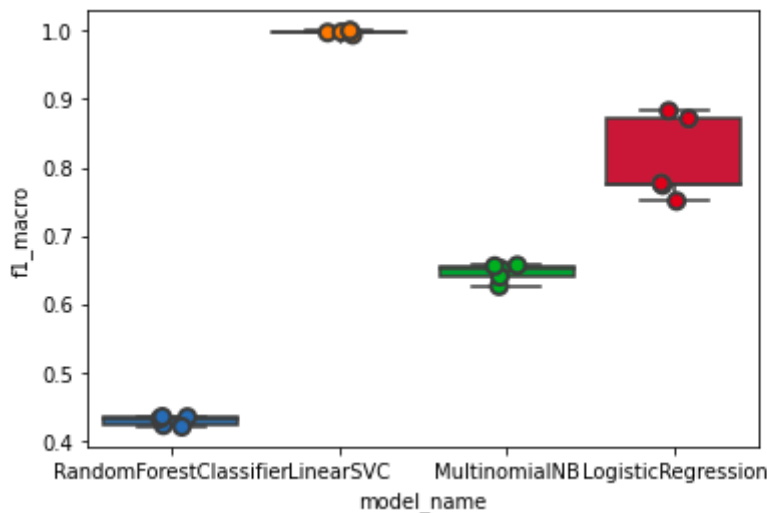 1.0
0.9
0.8
0.7
0.6
0.5
0.4
f1_macro
RandomForestClassifierLinearSVC MultinomialNB LogisticRegression
model_name